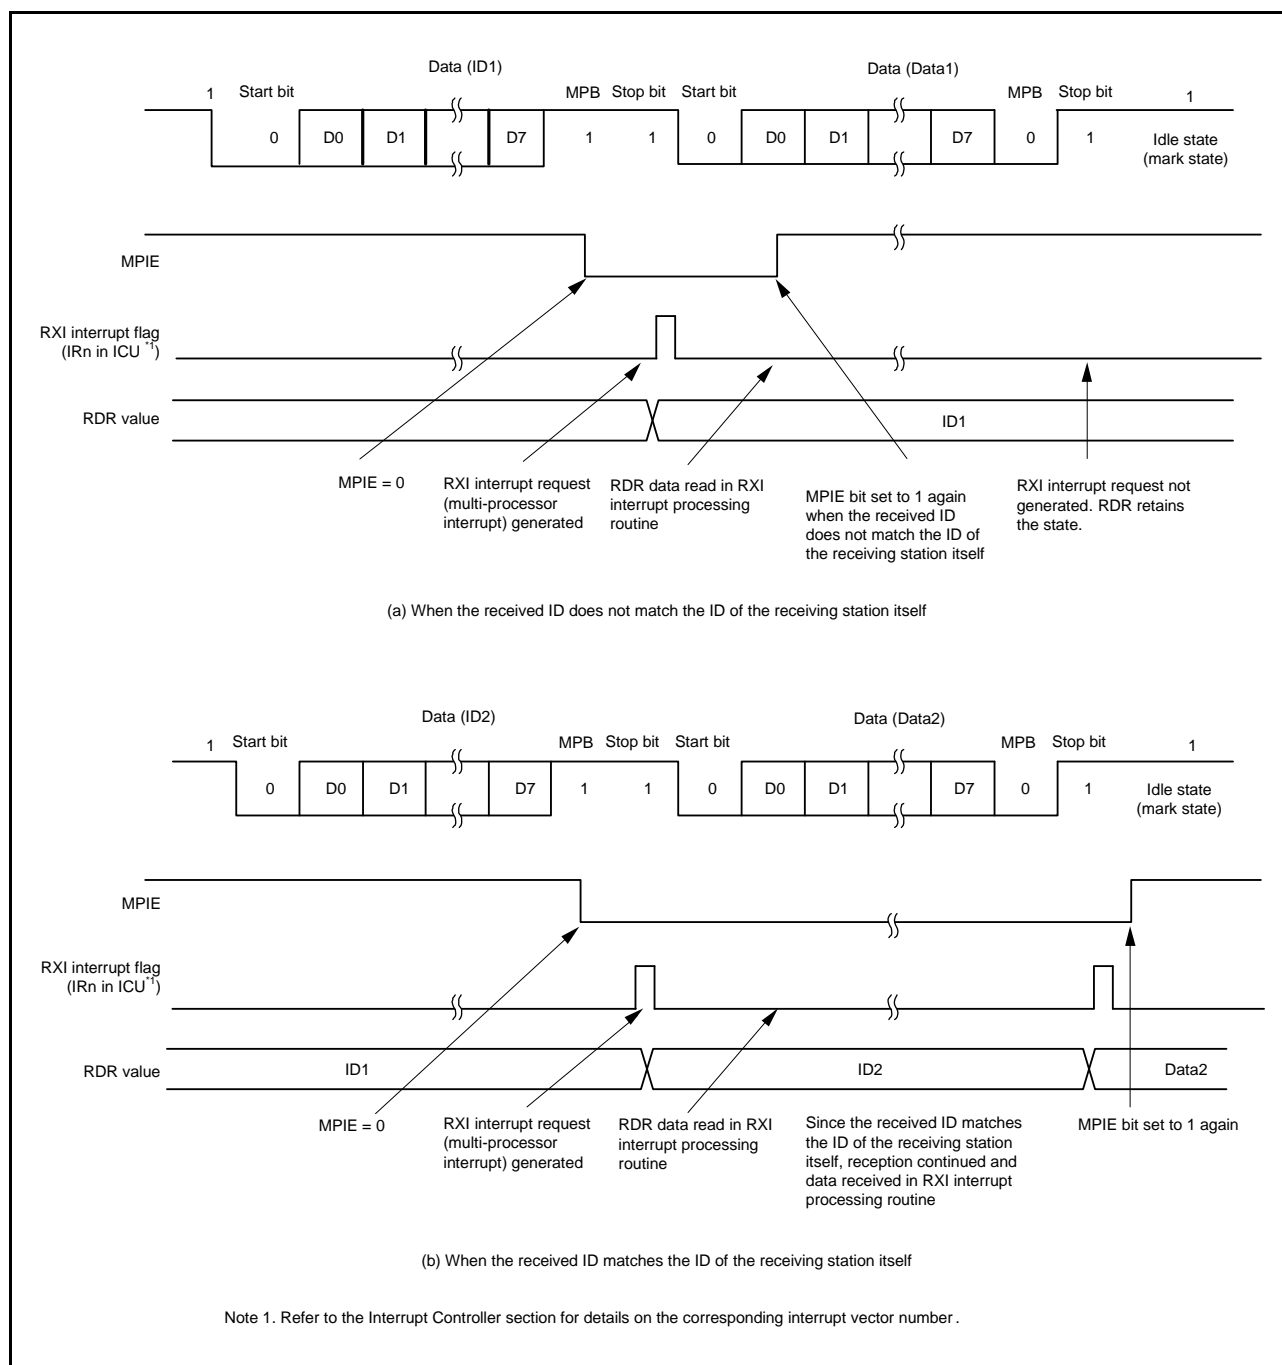 Data (ID1) Data (Data1)
1 Start bit MPB Stop bit Start bit MPB Stop bit 1
0 D0 D1 D7 1 1 0 D0 D1 D7 0 1 Idle state
(mark state)
MPIE
RXI interrupt flag
(IRn in ICU *1)
RDR value ID1
MPIE = 0
RXI interrupt request
(multi-processor
interrupt) generated
RDR data read in RXI
interrupt processing
routine
MPIE bit set to 1 again
when the received ID
does not match the ID of
the receiving station itself
RXI interrupt request not
generated. RDR retains
the state.
(a) When the received ID does not match the ID of the receiving station itself
Data (ID2) Data (Data2)
1 Start bit MPB Stop bit Start bit MPB Stop bit 1
0 D0 D1 D7 1 1 0 D0 D1 D7 0 1 Idle state
(mark state)
MPIE
RXI interrupt flag
(IRn in ICU*1)
RDR value ID1 ID2 Data2
MPIE = 0
RXI interrupt request
(multi-processor
interrupt) generated
RDR data read in RXI
interrupt processing
routine
Since the received ID matches
the ID of the receiving station
itself, reception continued and
data received in RXI interrupt
processing routine
MPIE bit set to 1 again
(b) When the received ID matches the ID of the receiving station itself
Note 1. Refer to the Interrupt Controller section for details on the corresponding interrupt vector number.